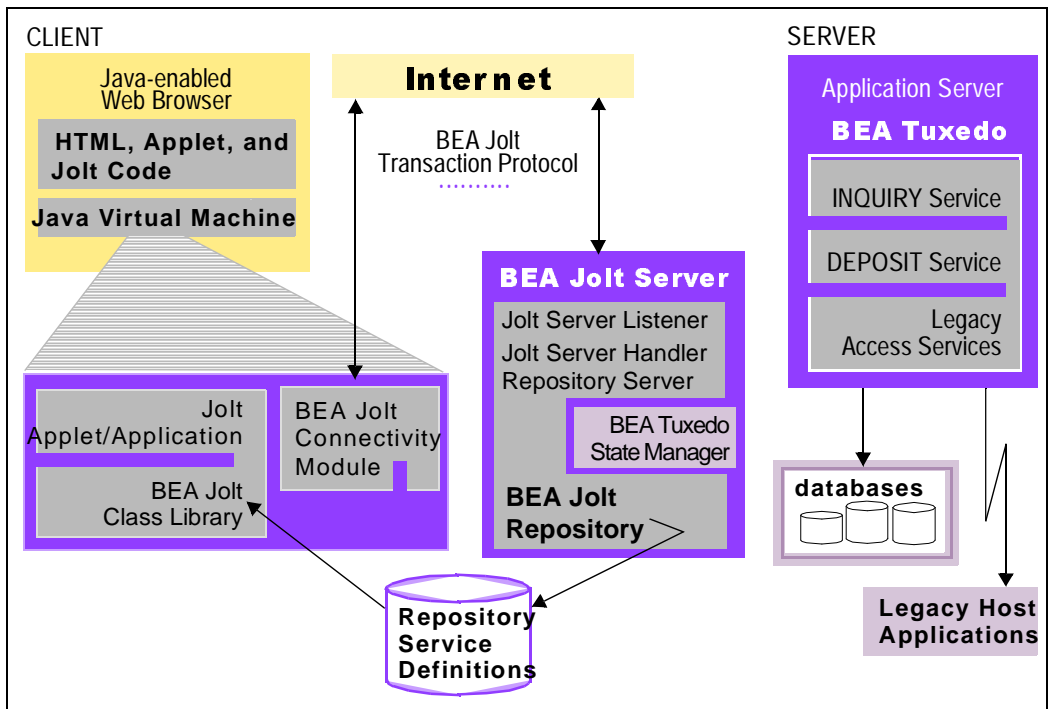 CLIENT
Java-enabled
Web Browser
HTML, Applet, and
Jolt Code
Java Virtual Machine
Internet
BEA Jolt
Transaction Protocol
SERVER
Application Server
BEA Tuxedo
INQUIRY Service
DEPOSIT Service
Legacy
Access Services
BEA Jolt Server
Jolt Server Listener
Jolt Server Handler
Repository Server
BEA Tuxedo
State Manager
BEA Jolt
Repository
Jolt
Applet/Application
BEA Jolt
Class Library
BEA Jolt
Connectivity
Module
databases
Repository
Service
Definitions
Legacy Host
Applications